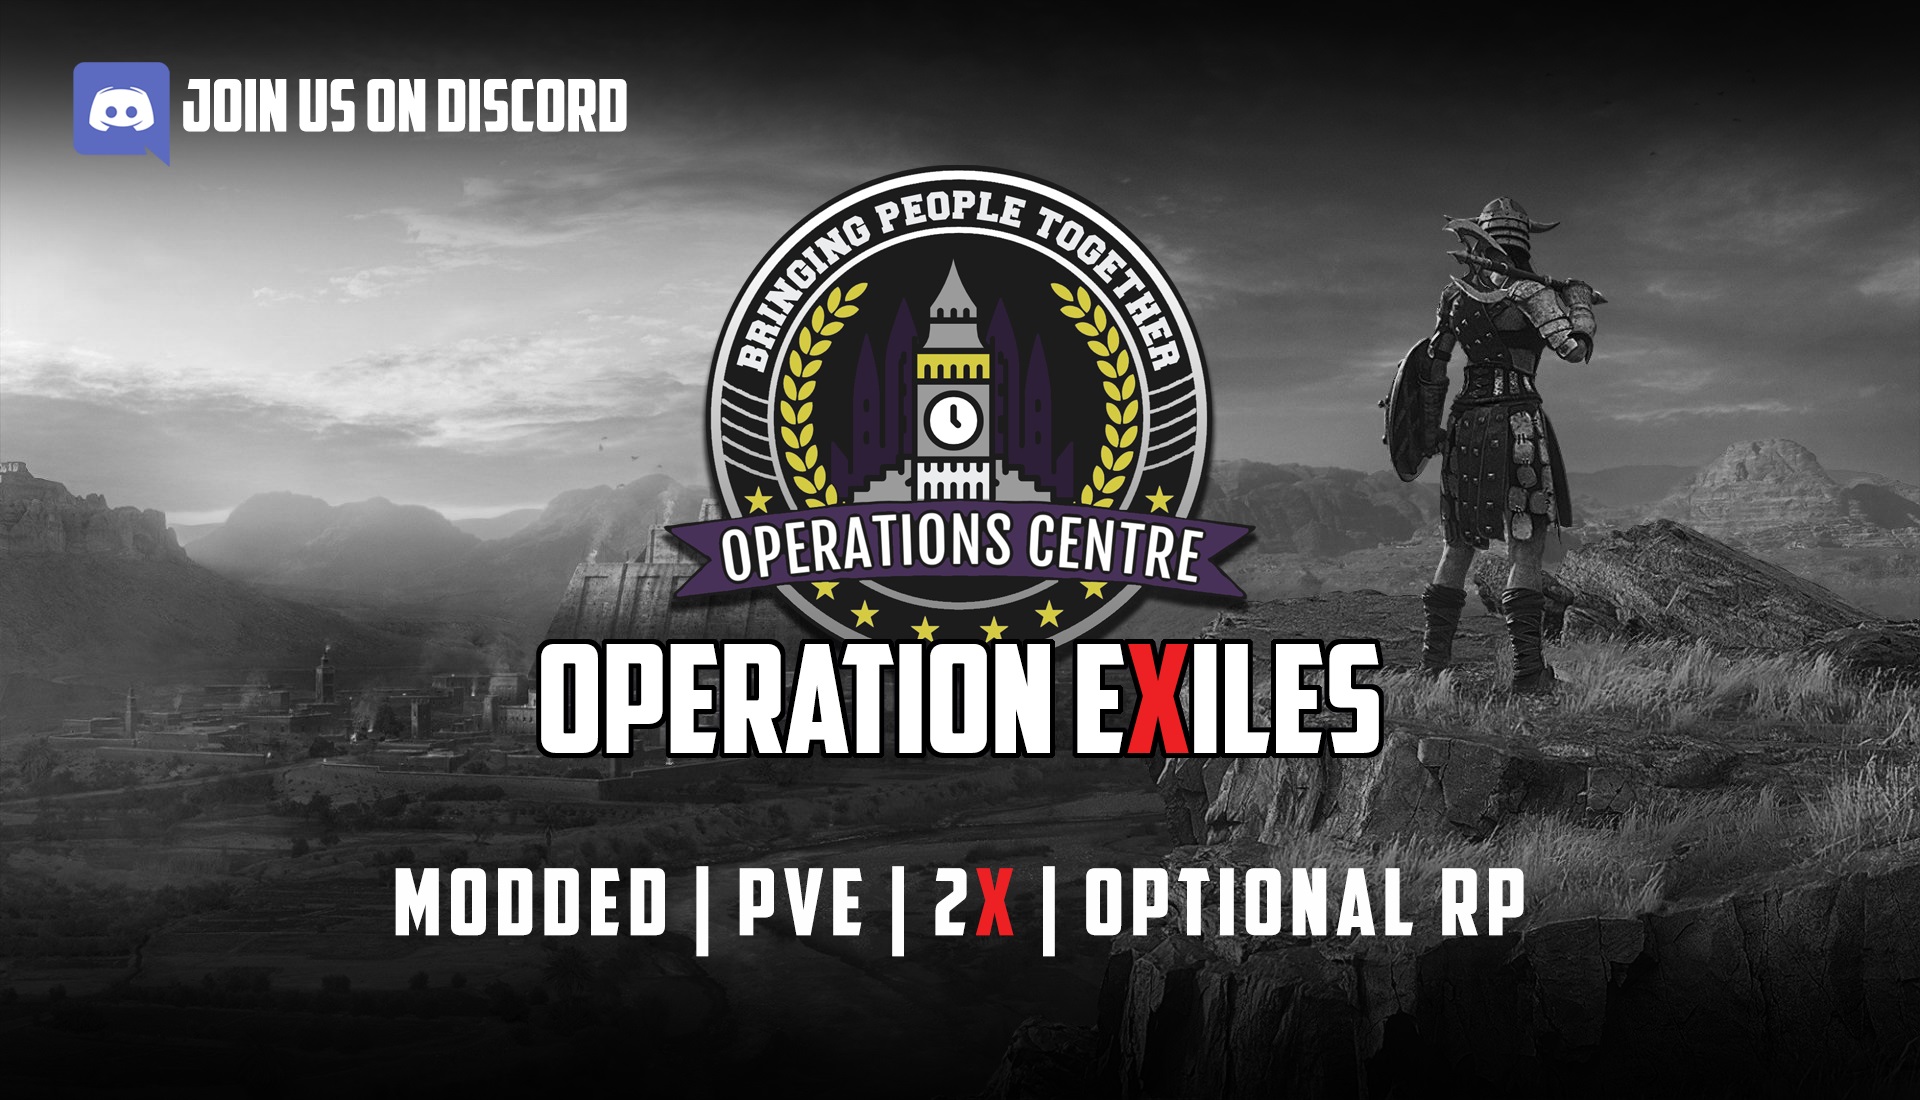 JOIN US ON DISCORD
BRINGING PEOPLE TOGETHER
OPERATIONS CENTRE
OPERATION EXILES
MODDED | PVE | 2X | OPTIONAL RP